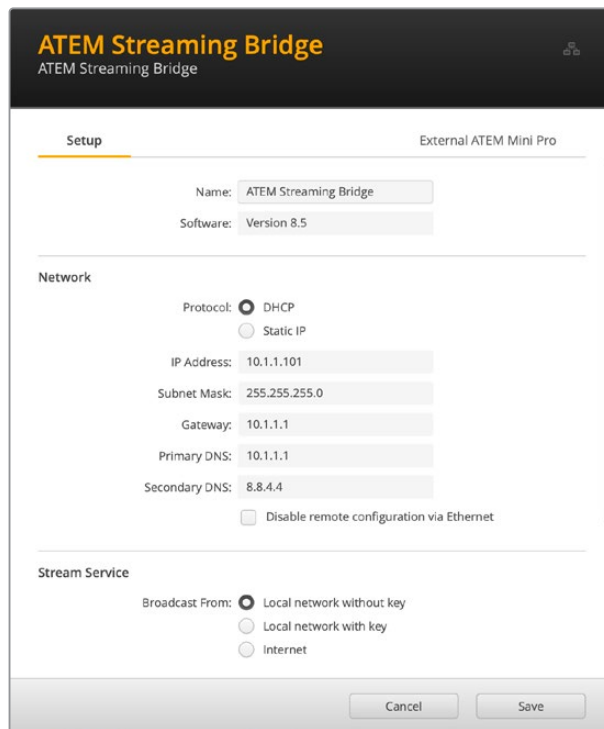 ATEM Streaming Bridge
ATEM Streaming Bridge
Setup External ATEM Mini Pro
Name: ATEM Streaming Bridge
Software: Version 8.5
Network
Protocol: DHCP
Static IP
IP Address: 10.1.1.101
Subnet Mask: 255.255.255.0
Gateway: 10.1.1.1
Primary DNS: 10.1.1.1
Secondary DNS: 8.8.4.4
Disable remote configuration via Ethernet
Stream Service
Broadcast From: Local network without key
Local network with key
Internet
Cancel Save